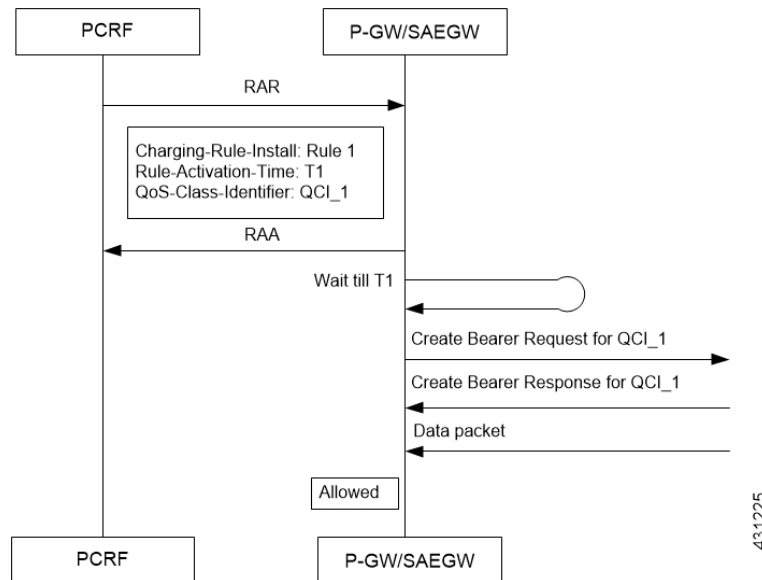 PCRF
P-GW/SAEGW
RAR
Charging-Rule-Install: Rule 1
Rule-Activation-Time: T1
QoS-Class-Identifier: QCI_1
RAA
Wait till T1
Create Bearer Request for QCI_1
Create Bearer Response for QCI_1
Data packet
Allowed
PCRF
P-GW/SAEGW
431225